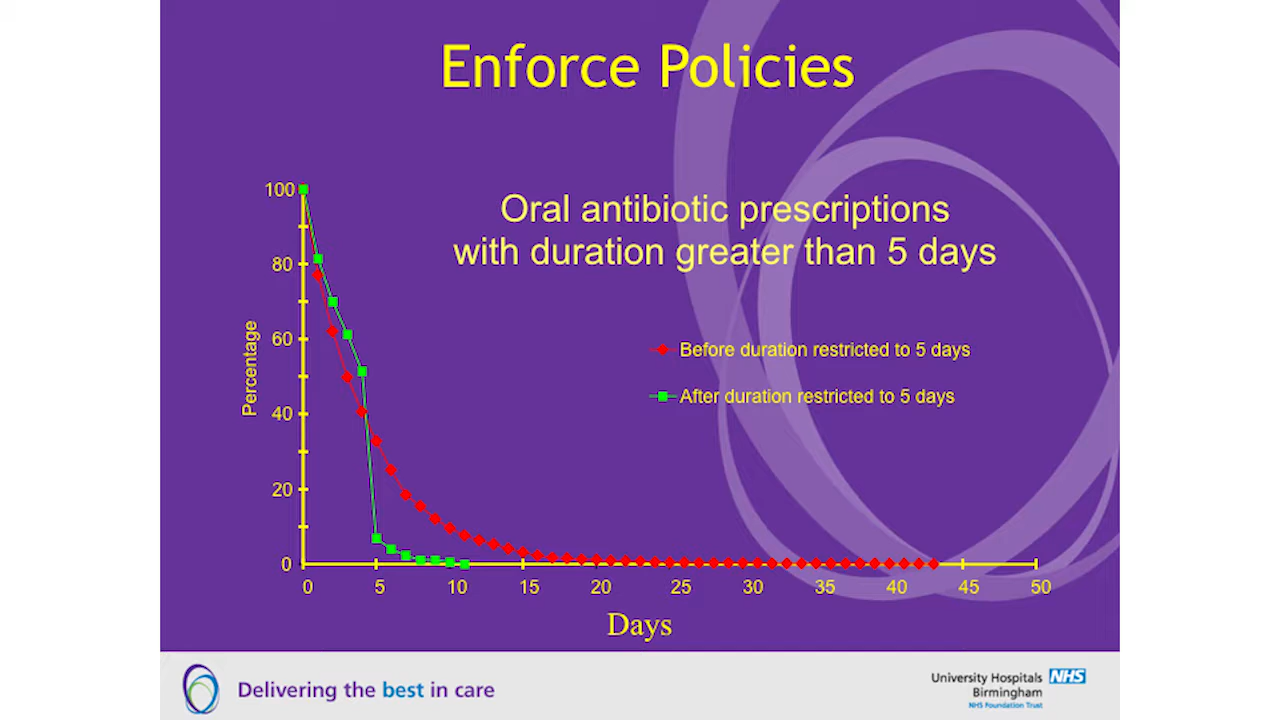 Enforce Policies
Oral antibiotic prescriptions
with duration greater than 5 days
Before duration restricted to 5 days
After duration restricted to 5 days
Percentage
100
80
60
40
20
0
0 5 10 15 20 25 30 35 40 45 50
Days
Delivering the best in care
University Hospitals NHS
Birmingham
NHS Foundation Trust